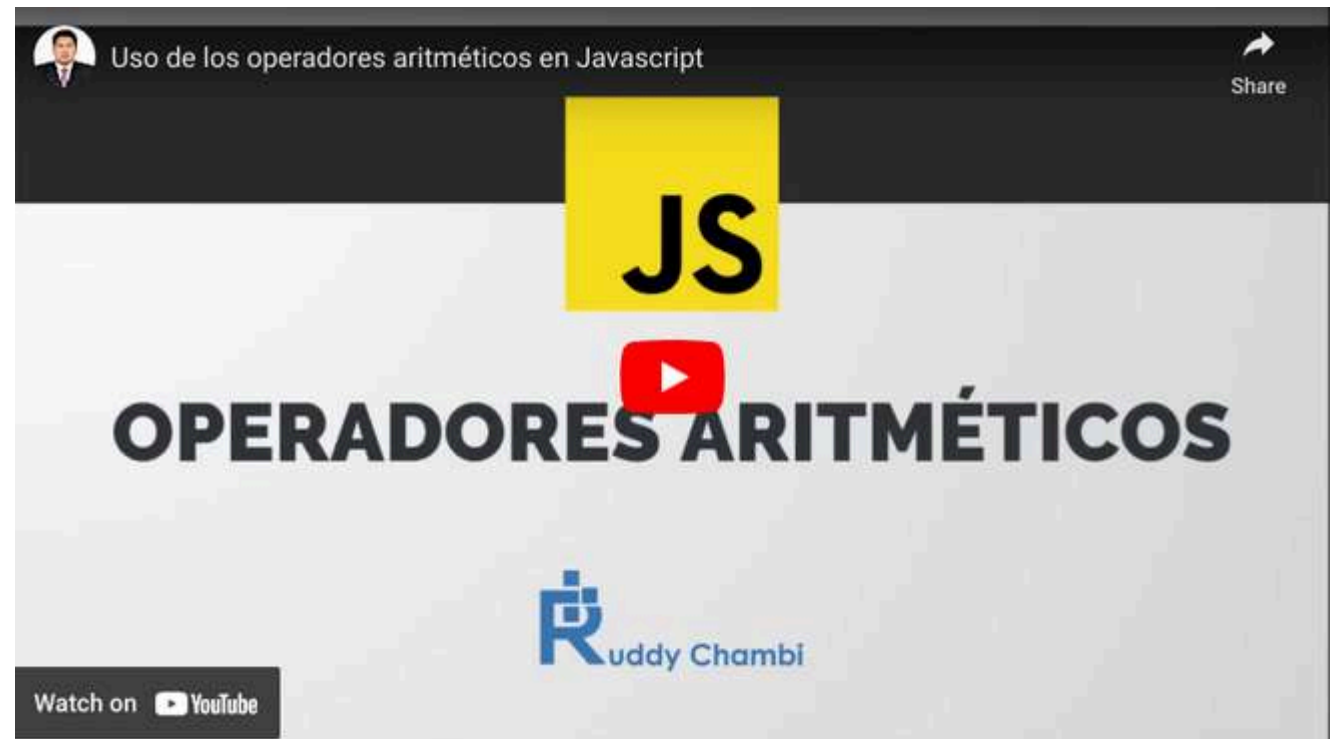 Uso de los operadores aritméticos en Javascript
Share
JS
OPERADORES ARITMÉTICOS
Ruddy Chambi
Watch on YouTube